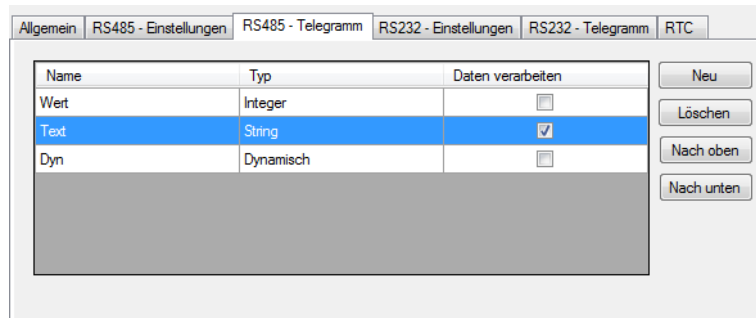 Allgemein RS485 - Einstellungen RS485 - Telegramm RS232 - Einstellungen RS232 - Telegramm RTC
Name Typ Daten verarbeiten Neu
Wert Integer
Löschen
Text String
Nach oben
Dyn Dynamisch
Nach unten